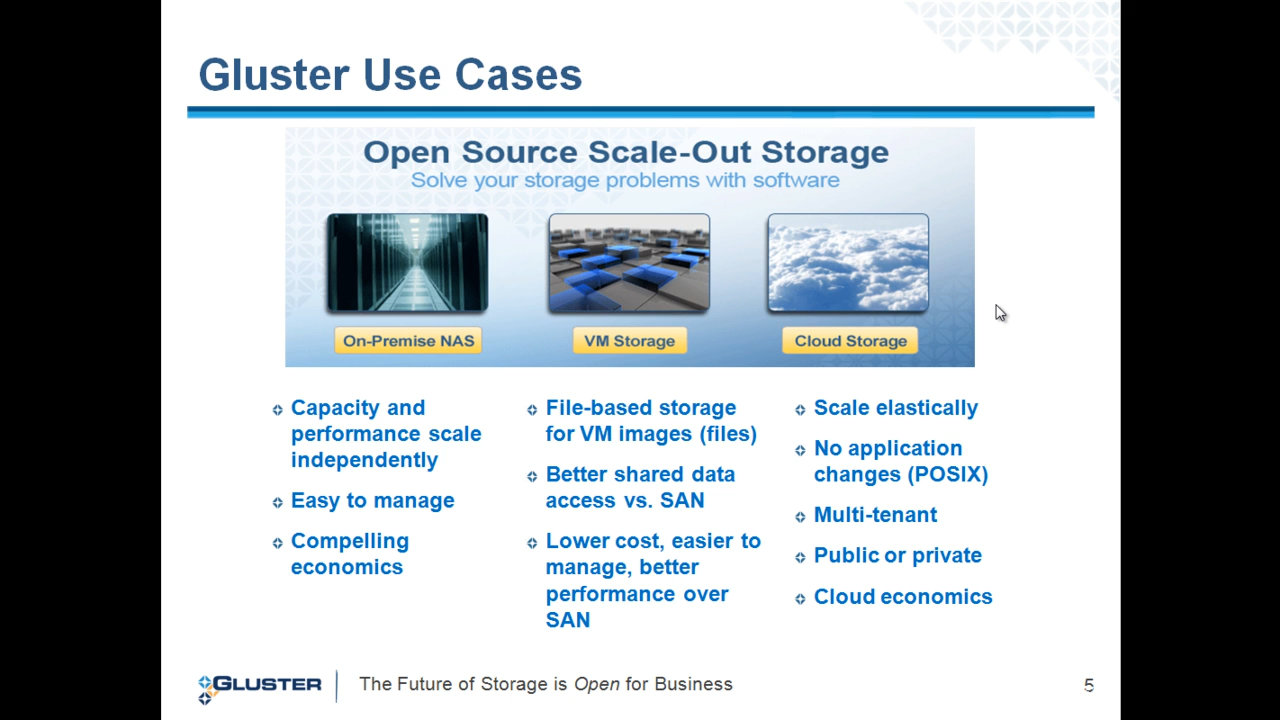 Gluster Use Cases
Open Source Scale-Out Storage
Solve your storage problems with software
On-Premise NAS
VM Storage
Cloud Storage
Capacity and
performance scale
independently
Easy to manage
Compelling
economics
File-based storage
for VM images (files)
Better shared data
access vs. SAN
Lower cost, easier to
manage, better
performance over
SAN
Scale elastically
No application
changes (POSIX)
Multi-tenant
Public or private
Cloud economics
GLUSTER
The Future of Storage is Open for Business
5